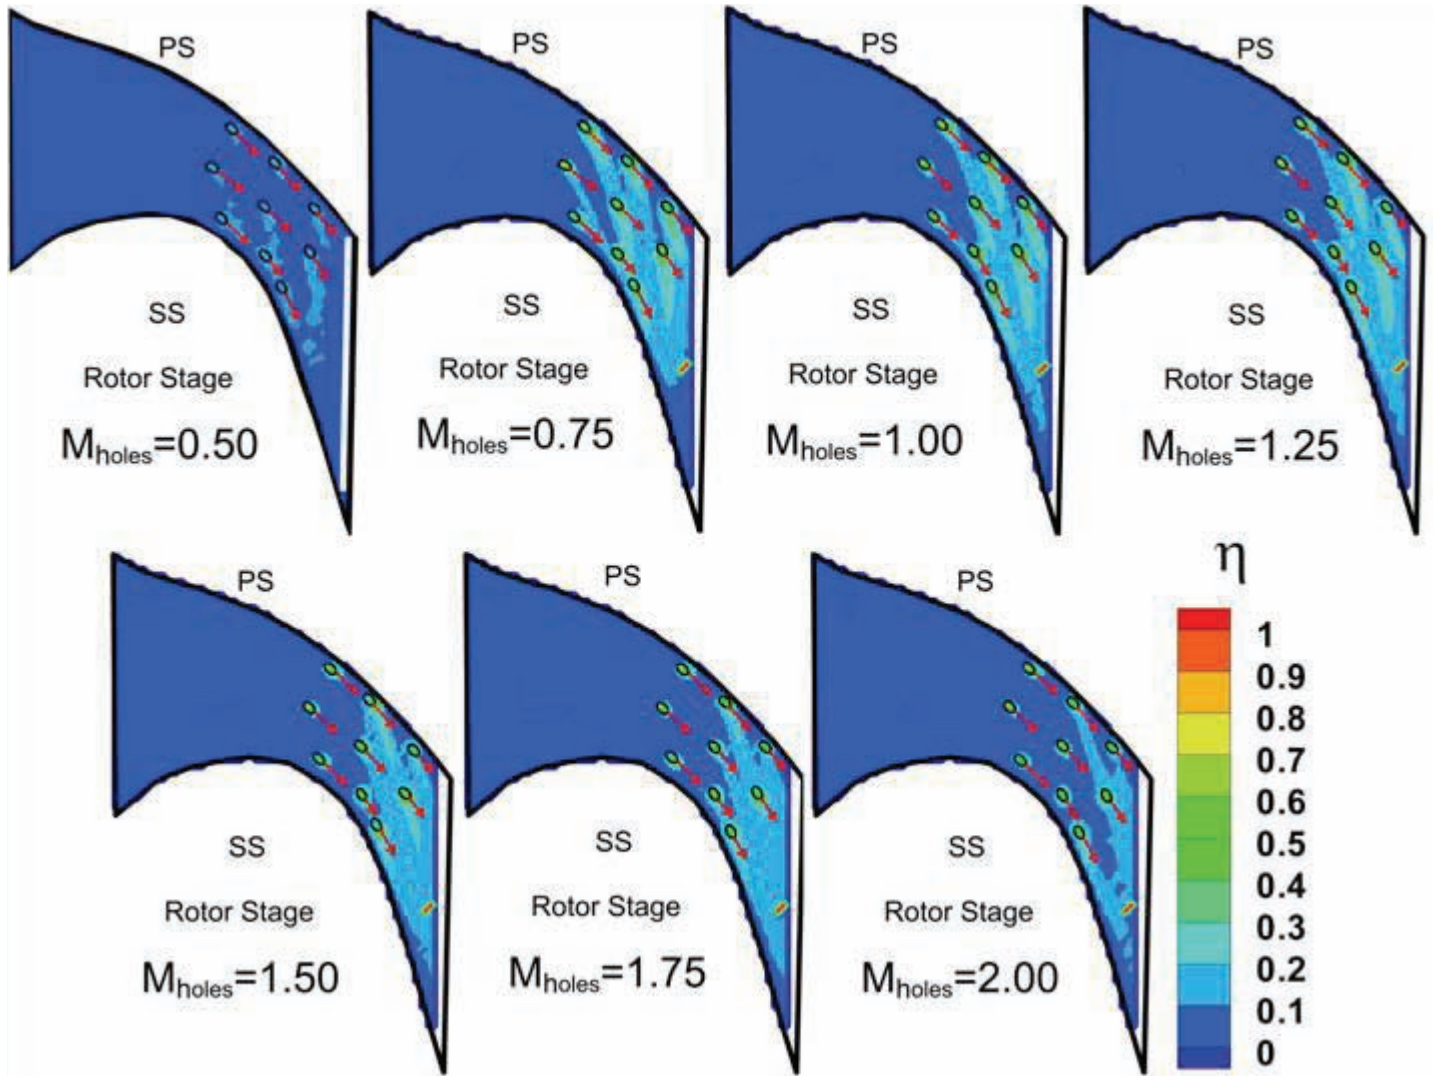 PS
PS
PS
PS
SS
SS
SS
SS
Rotor Stage
Rotor Stage
Rotor Stage
Rotor Stage
Mholes=0.50
Mholes=0.75
Mholes=1.00
Mholes=1.25
PS
PS
PS
SS
SS
SS
Rotor Stage
Rotor Stage
Rotor Stage
Mholes=1.50
Mholes=1.75
Mholes=2.00
η
1
0.9
0.8
0.7
0.6
0.5
0.4
0.3
0.2
0.1
0